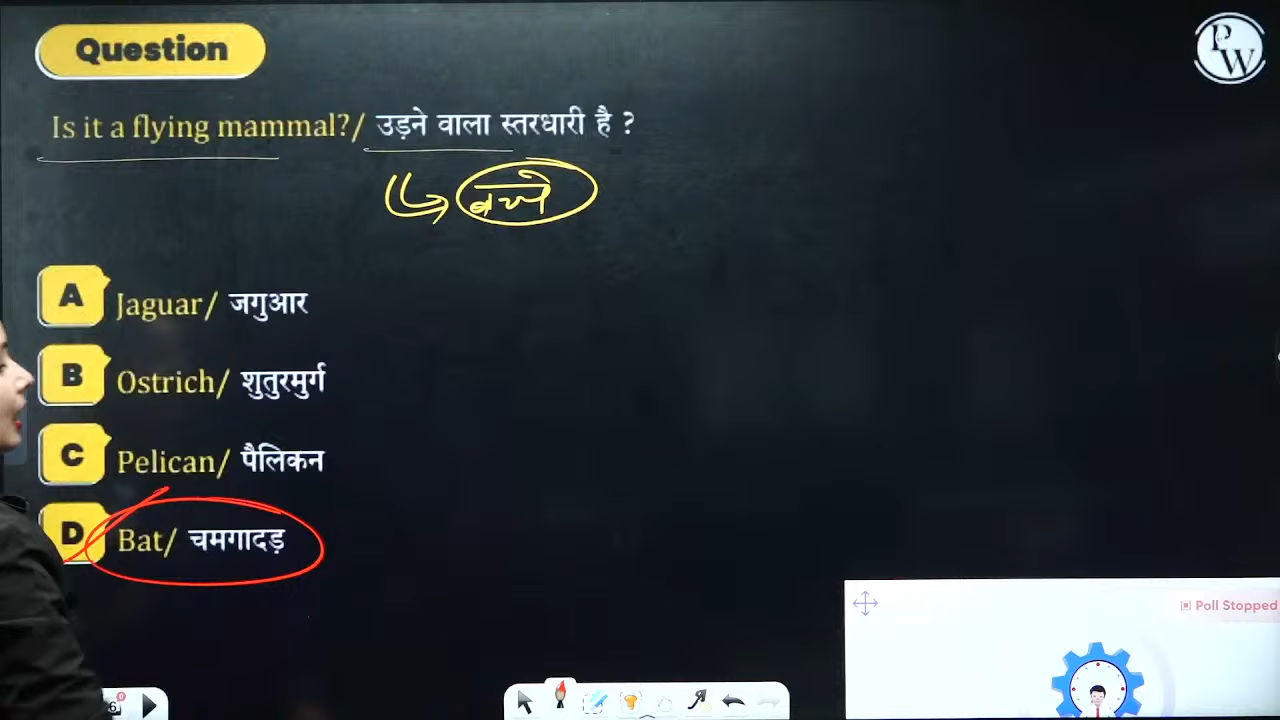 Question
PW
Is it a flying mammal?/ उड़ने वाला स्तरधारी है ?
बच्चे
A Jaguar/ जगुआर
B Ostrich/ शुतुरमुर्ग
C Pelican/ पैलिकन
D Bat/ चमगादड़
Poll Stopped